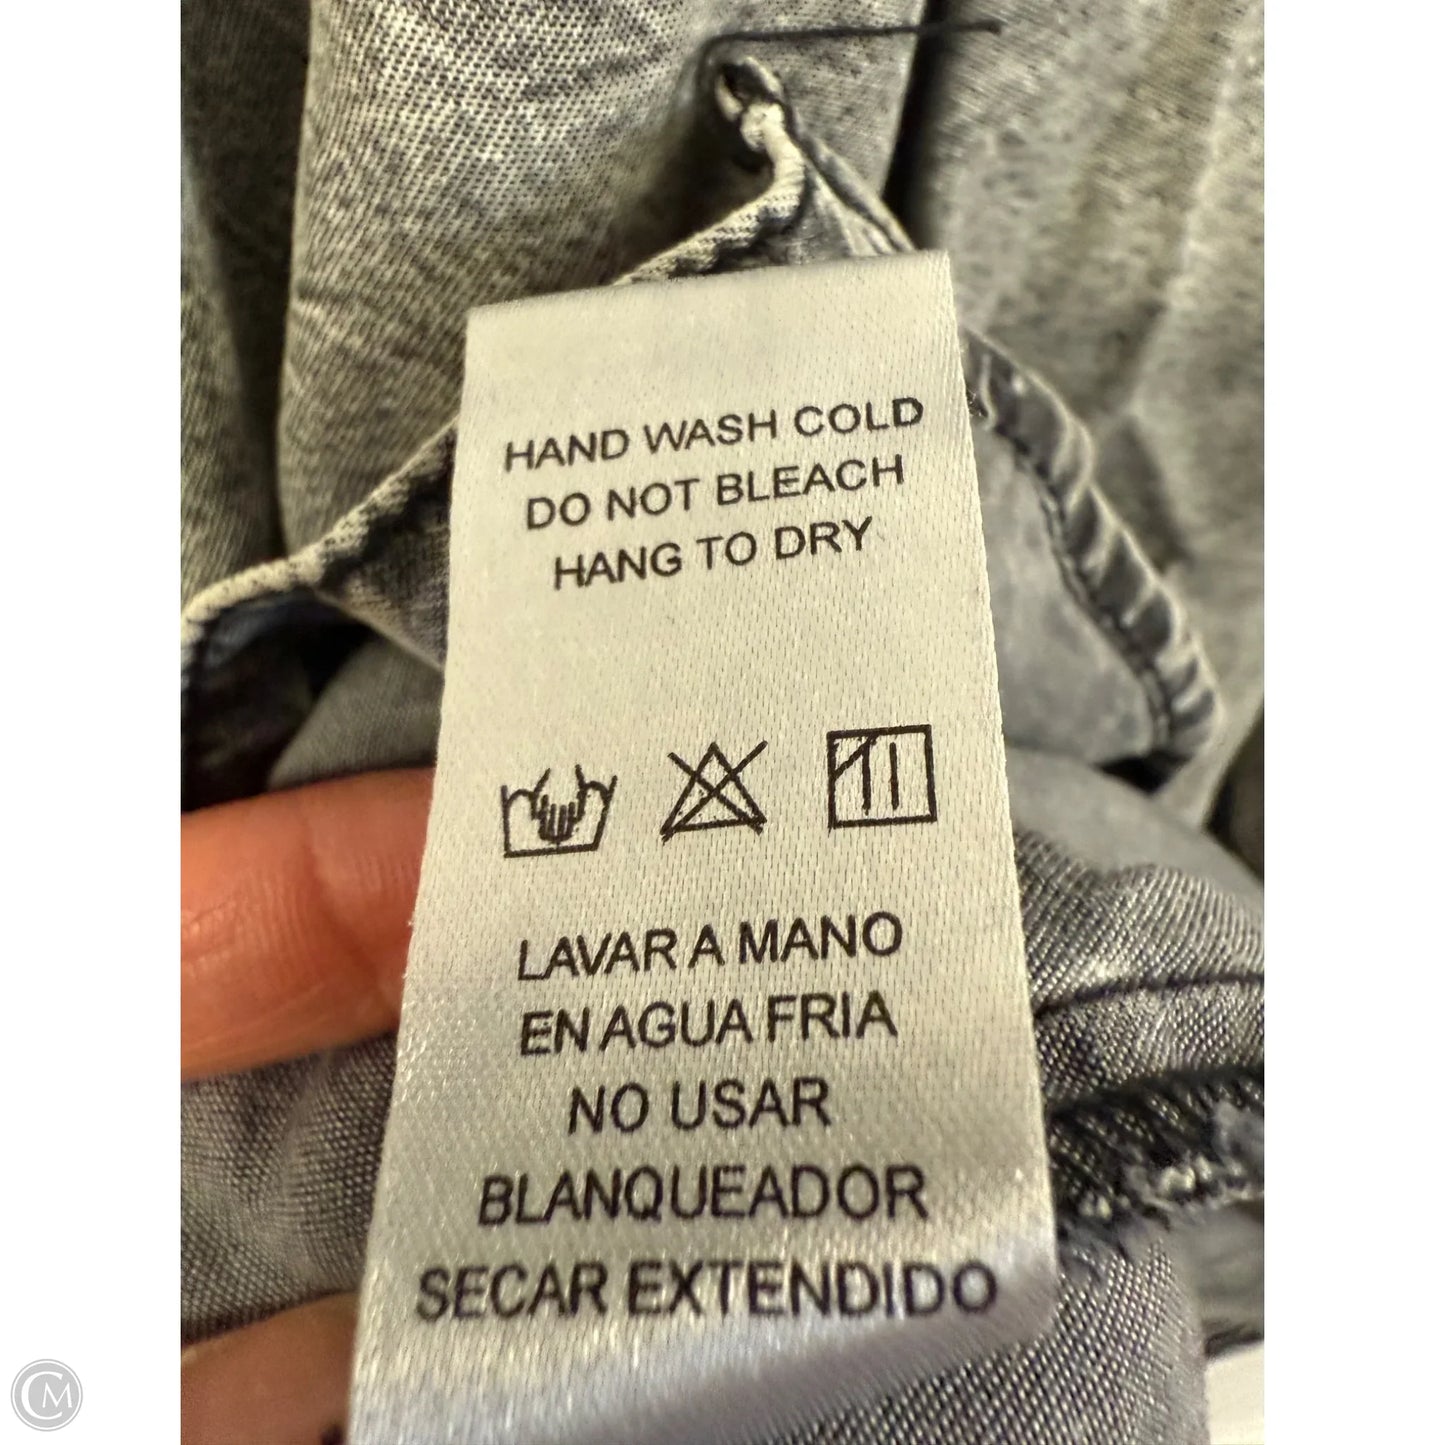 HAND WASH COLD
DO NOT BLEACH
HANG TO DRY
LAVAR A MANO
EN AGUA FRIA
NO USAR
BLANQUEADOR
SECAR EXTENDIDO
CM